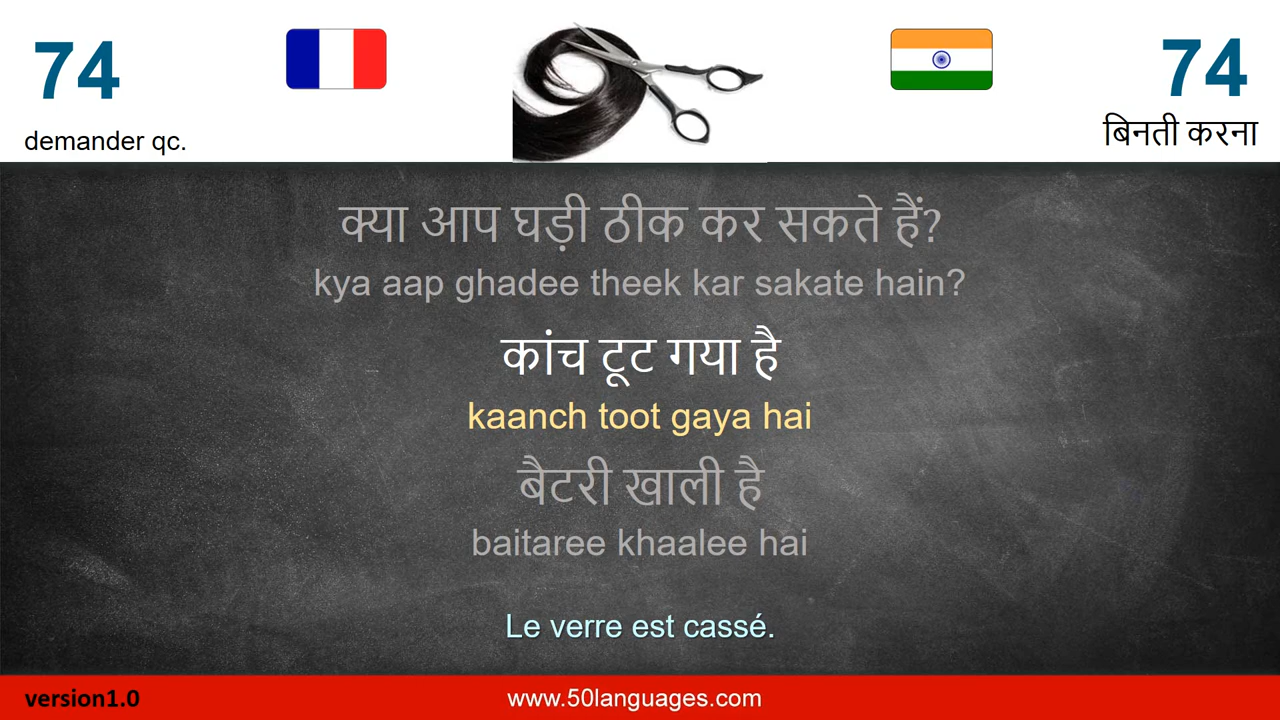 74
74
demander qc.
बिनती करना
क्या आप घड़ी ठीक कर सकते हैं?
kya aap ghadee theek kar sakate hain?
कांच टूट गया है
kaanch toot gaya hai
बैटरी खाली है
baitaree khaalee hai
Le verre est cassé.
version1.0
www.50languages.com